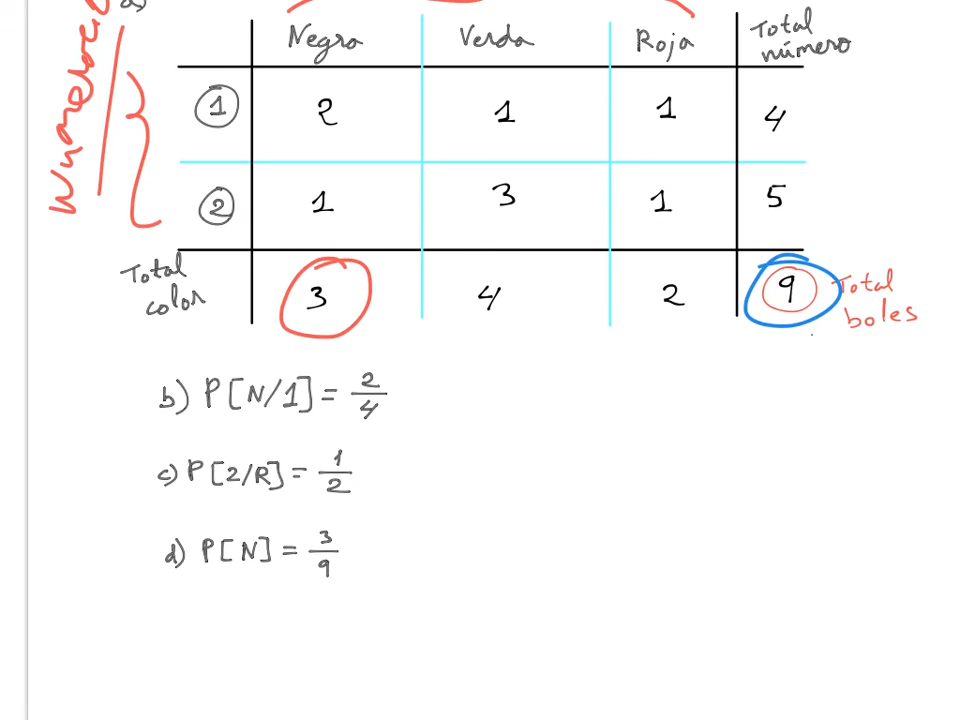 a)
Negra Verda Roja Total número
1 2 1 1 4
2 1 3 1 5
Total color 3 4 2 9 Total boles
b) P[N/1] = 2/4
c) P[2/R] = 1/2
d) P[N] = 3/9